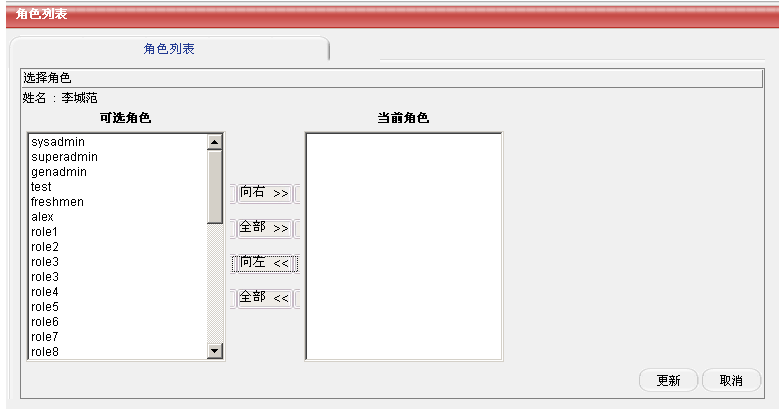 角色列表
角色列表
选择角色
姓名 : 李城范
可选角色
当前角色
sysadmin
superadmin
genadmin
test
freshmen
alex
role1
role2
role3
role3
role4
role5
role6
role7
role8
向右 >>
全部 >>
向左 <<
全部 <<
更新
取消